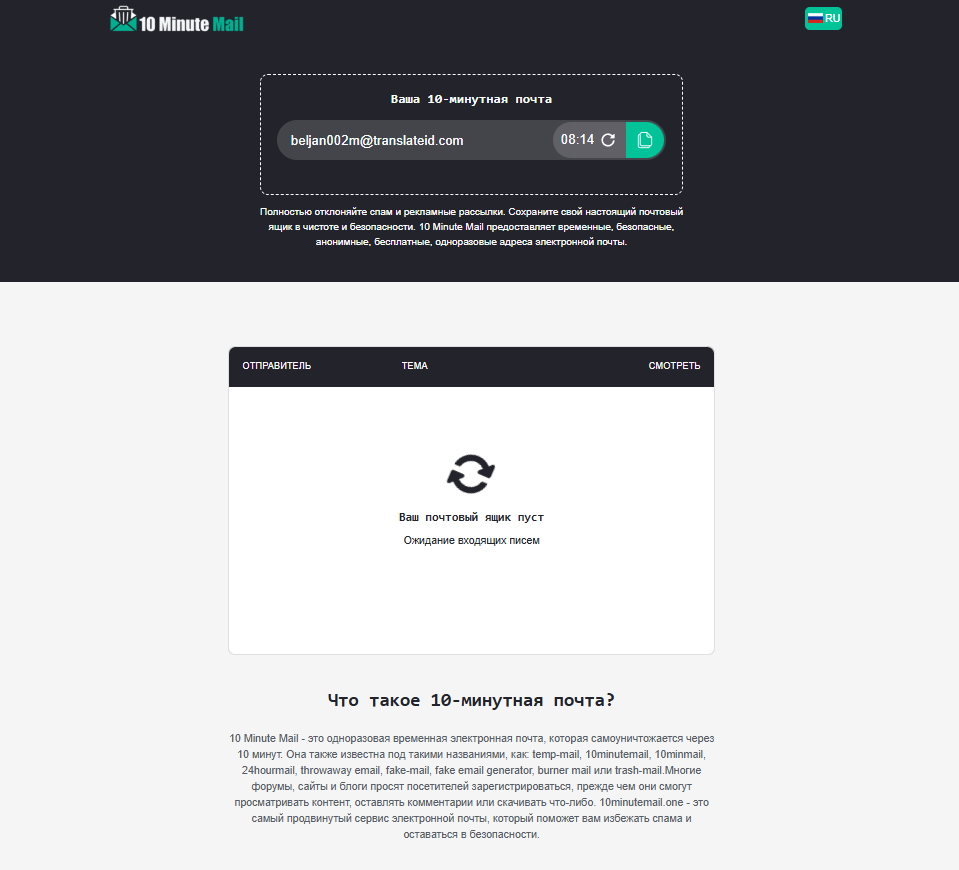 10 Minute Mail
RU
Ваша 10-минутная почта
beljan002m@translateid.com
08:14
Полностью отклоняйте спам и рекламные рассылки. Сохраните свой настоящий почтовый
ящик в чистоте и безопасности. 10 Minute Mail предоставляет временные, безопасные,
анонимные, бесплатные, одноразовые адреса электронной почты.
ОТПРАВИТЕЛЬ
ТЕМА
СМОТРЕТЬ
Ваш почтовый ящик пуст
Ожидание входящих писем
Что такое 10-минутная почта?
10 Minute Mail - это одноразовая временная электронная почта, которая самоуничтожается через
10 минут. Она также известна под такими названиями, как: temp-mail, 10minutemail, 10minmail,
24hourmail, throwaway email, fake-mail, fake email generator, burner mail или trash-mail.Многие
форумы, сайты и блоги просят посетителей зарегистрироваться, прежде чем они смогут
просматривать контент, оставлять комментарии или скачивать что-либо. 10minutemail.one - это
самый продвинутый сервис электронной почты, который поможет вам избежать спама и
оставаться в безопасности.